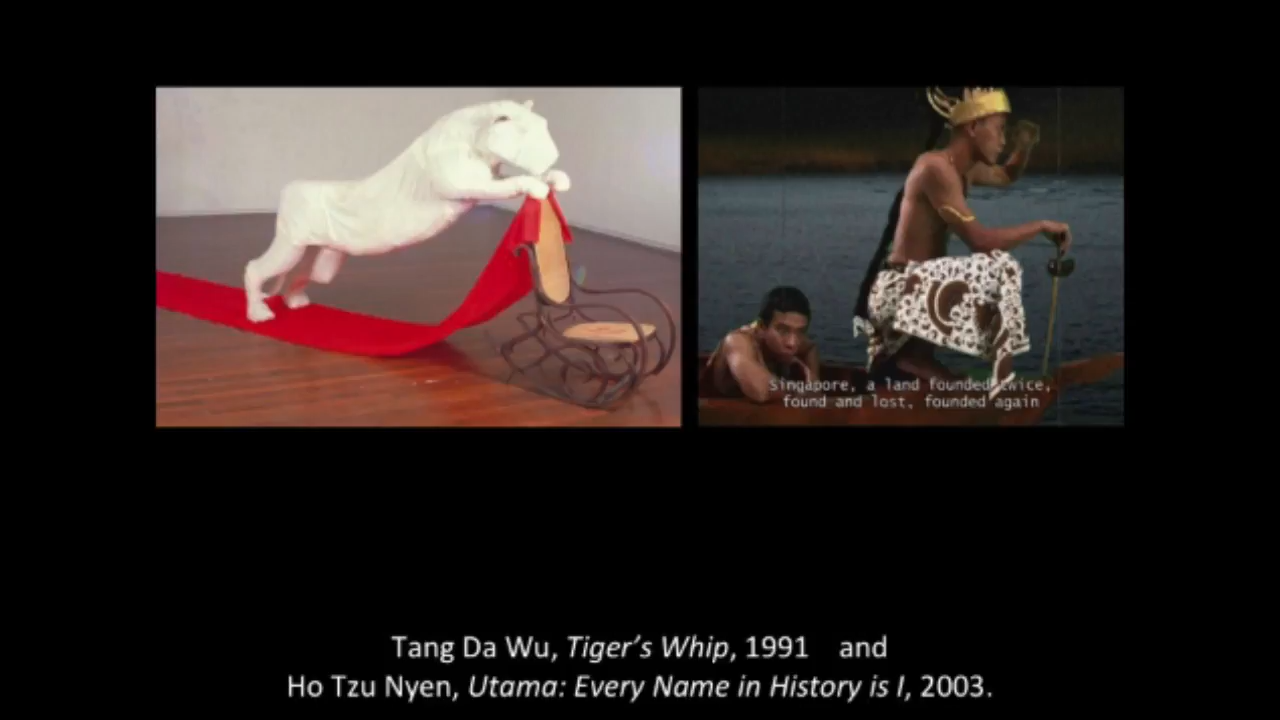 Singapore, a land founded twice,
found and lost, founded again
Tang Da Wu, Tiger's Whip, 1991 and
Ho Tzu Nyen, Utama: Every Name in History is I, 2003.